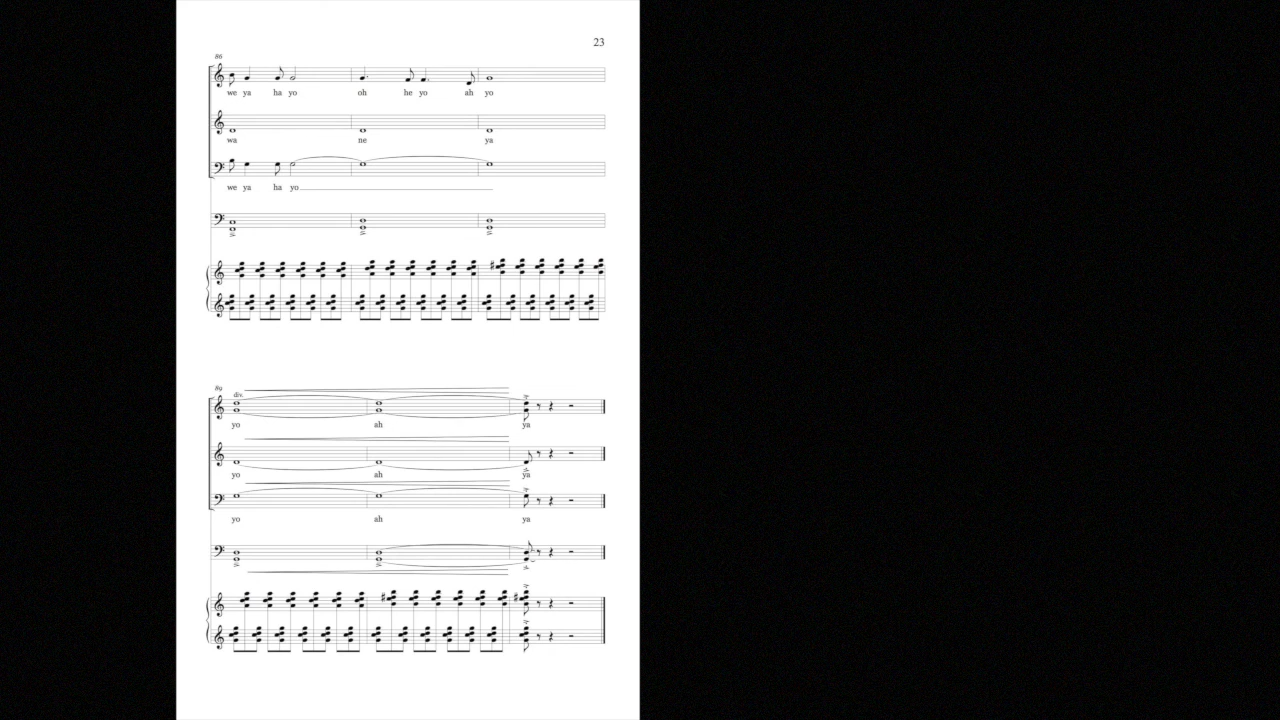 23
86
we ya ha yo oh he yo ah yo
wa ne ya
we ya ha yo
89
div.
yo ah ya
yo ah ya
yo ah ya